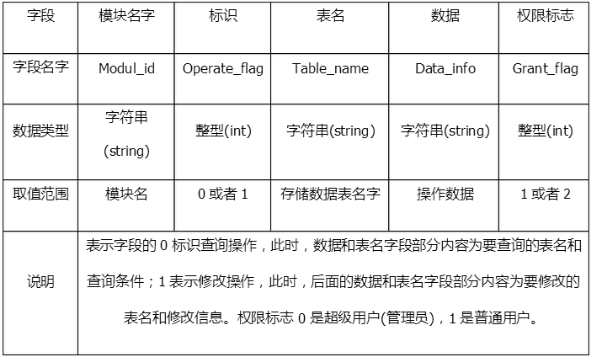 字段 模块名字 标识 表名 数据 权限标志
字段名字 Modul_id Operate_flag Table_name Data_info Grant_flag
数据类型 字符串(string) 整型(int) 字符串(string) 字符串(string) 整型(int)
取值范围 模块名 0 或者 1 存储数据表名字 操作数据 1 或者 2
说明
表示字段的 0 标识查询操作，此时，数据和表名字段部分内容为要查询的表名和
查询条件；1 表示修改操作，此时，后面的数据和表名字段部分内容为要修改的
表名和修改信息。权限标志 0 是超级用户(管理员)，1 是普通用户。